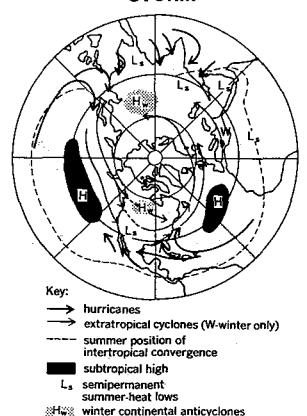 Ls
Ls
Ls
Hw
W
Ls
H
H
Hw
Ls
Key:
hurricanes
extratropical cyclones (W-winter only)
summer position of
intertropical convergence
subtropical high
Ls semipermanent
summer-heat lows
Hw winter continental anticyclones